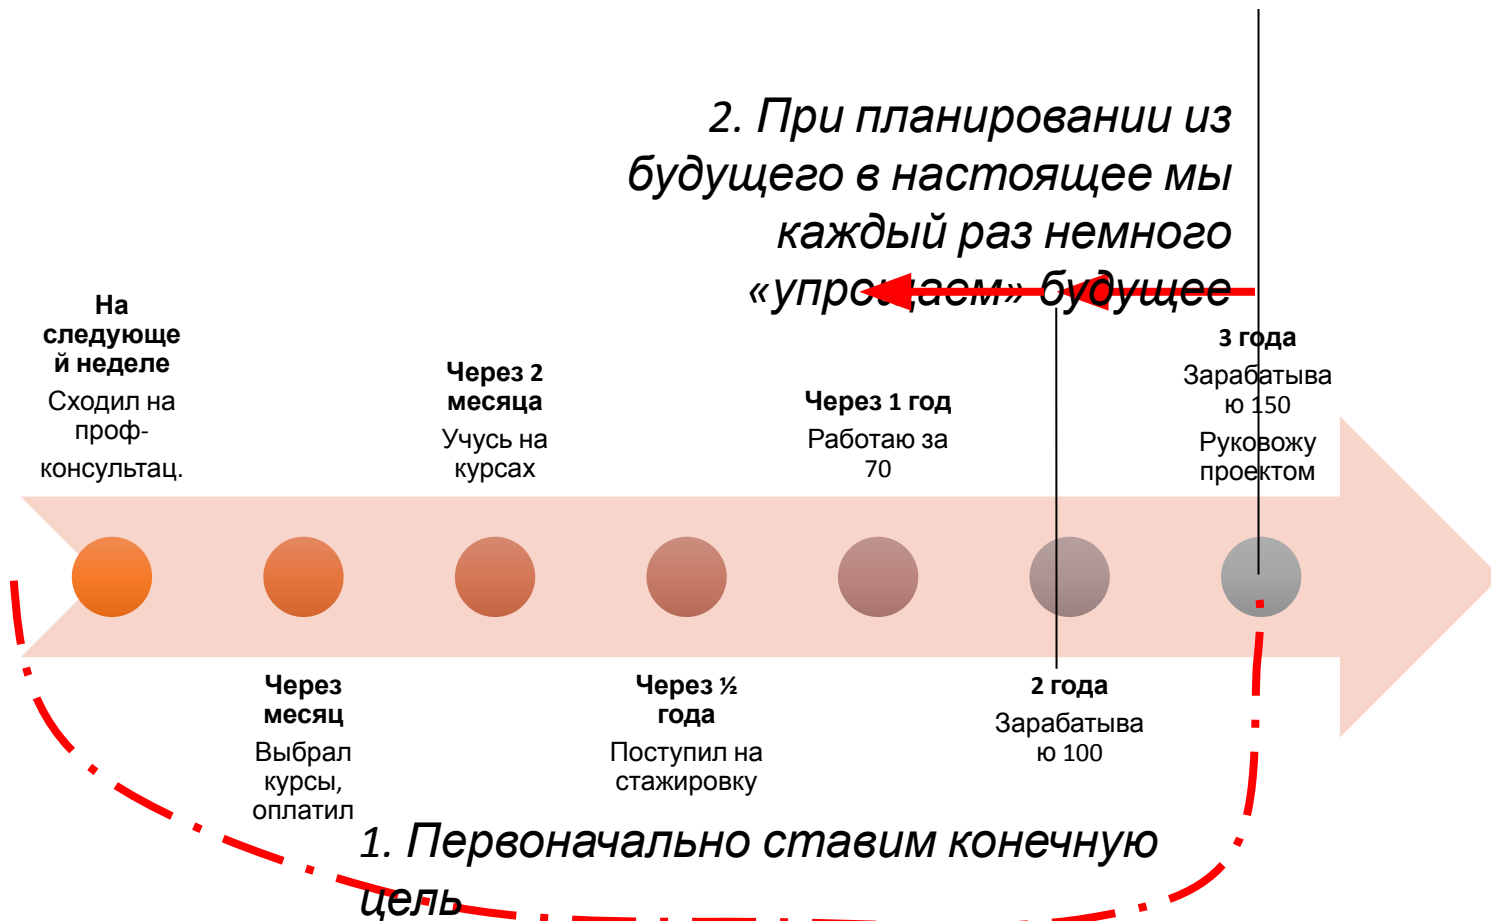 2. При планировании из
будущего в настоящее мы
каждый раз немного
«упрощаем» будущее
На
следующе
й неделе
Сходил на
проф-
консультац.
Через 2
месяца
Учусь на
курсах
Через 1 год
Работаю за
70
3 года
Зарабатыва
ю 150
Руковожу
проектом
Через
месяц
Выбрал
курсы,
оплатил
Через ½
года
Поступил на
стажировку
2 года
Зарабатыва
ю 100
1. Первоначально ставим конечную
цель